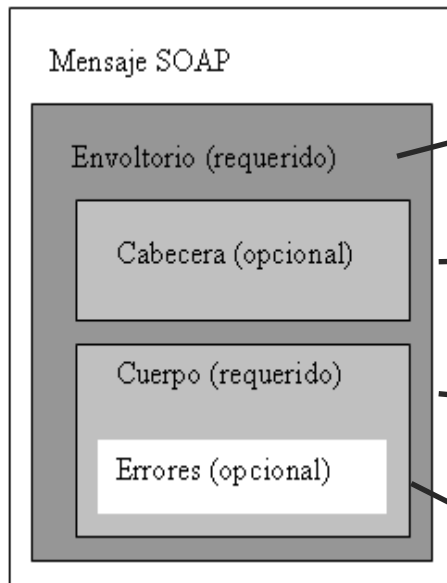 Mensaje SOAP
Envoltorio (requerido)
Cabecera (opcional)
Cuerpo (requerido)
Errores (opcional)